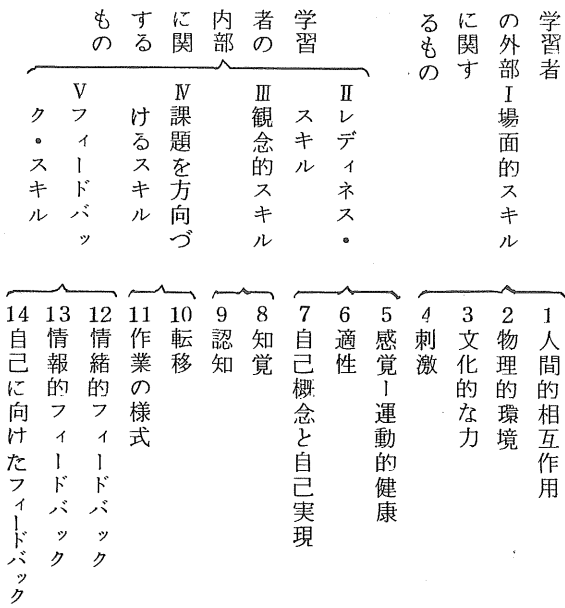 学習者
の外部
に関す
るもの
Ⅰ場面的スキル
1人間的相互作用
2物理的環境
3文化的な力
4刺激
学習
者の
内部
に関
する
もの
Ⅱレディネス・
スキル
5感覚ー運動的健康
6適性
7自己概念と自己実現
Ⅲ観念的スキル
8知覚
9認知
Ⅳ課題を方向づ
けるスキル
10転移
11作業の様式
Ⅴフィードバッ
ク・スキル
12情緒的フィードバック
13情報的フィードバック
14自己に向けたフィードバック